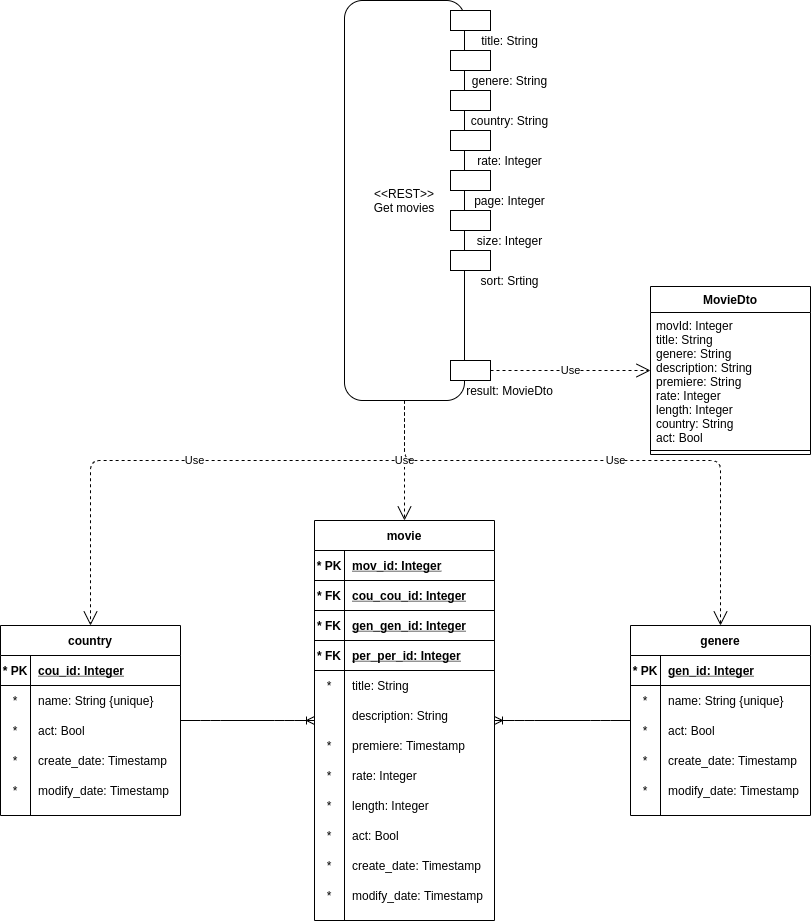 title: String
genere: String
country: String
rate: Integer
<<REST>>
Get movies
page: Integer
size: Integer
sort: Srting
result: MovieDto
Use
MovieDto
movId: Integer
title: String
genere: String
description: String
premiere: String
rate: Integer
length: Integer
country: String
act: Bool
Use
Use
Use
movie
* PK mov_id: Integer
* FK cou_cou_id: Integer
* FK gen_gen_id: Integer
* FK per_per_id: Integer
* title: String
description: String
* premiere: Timestamp
* rate: Integer
* length: Integer
* act: Bool
* create_date: Timestamp
* modify_date: Timestamp
country
* PK cou_id: Integer
* name: String {unique}
* act: Bool
* create_date: Timestamp
* modify_date: Timestamp
genere
* PK gen_id: Integer
* name: String {unique}
* act: Bool
* create_date: Timestamp
* modify_date: Timestamp